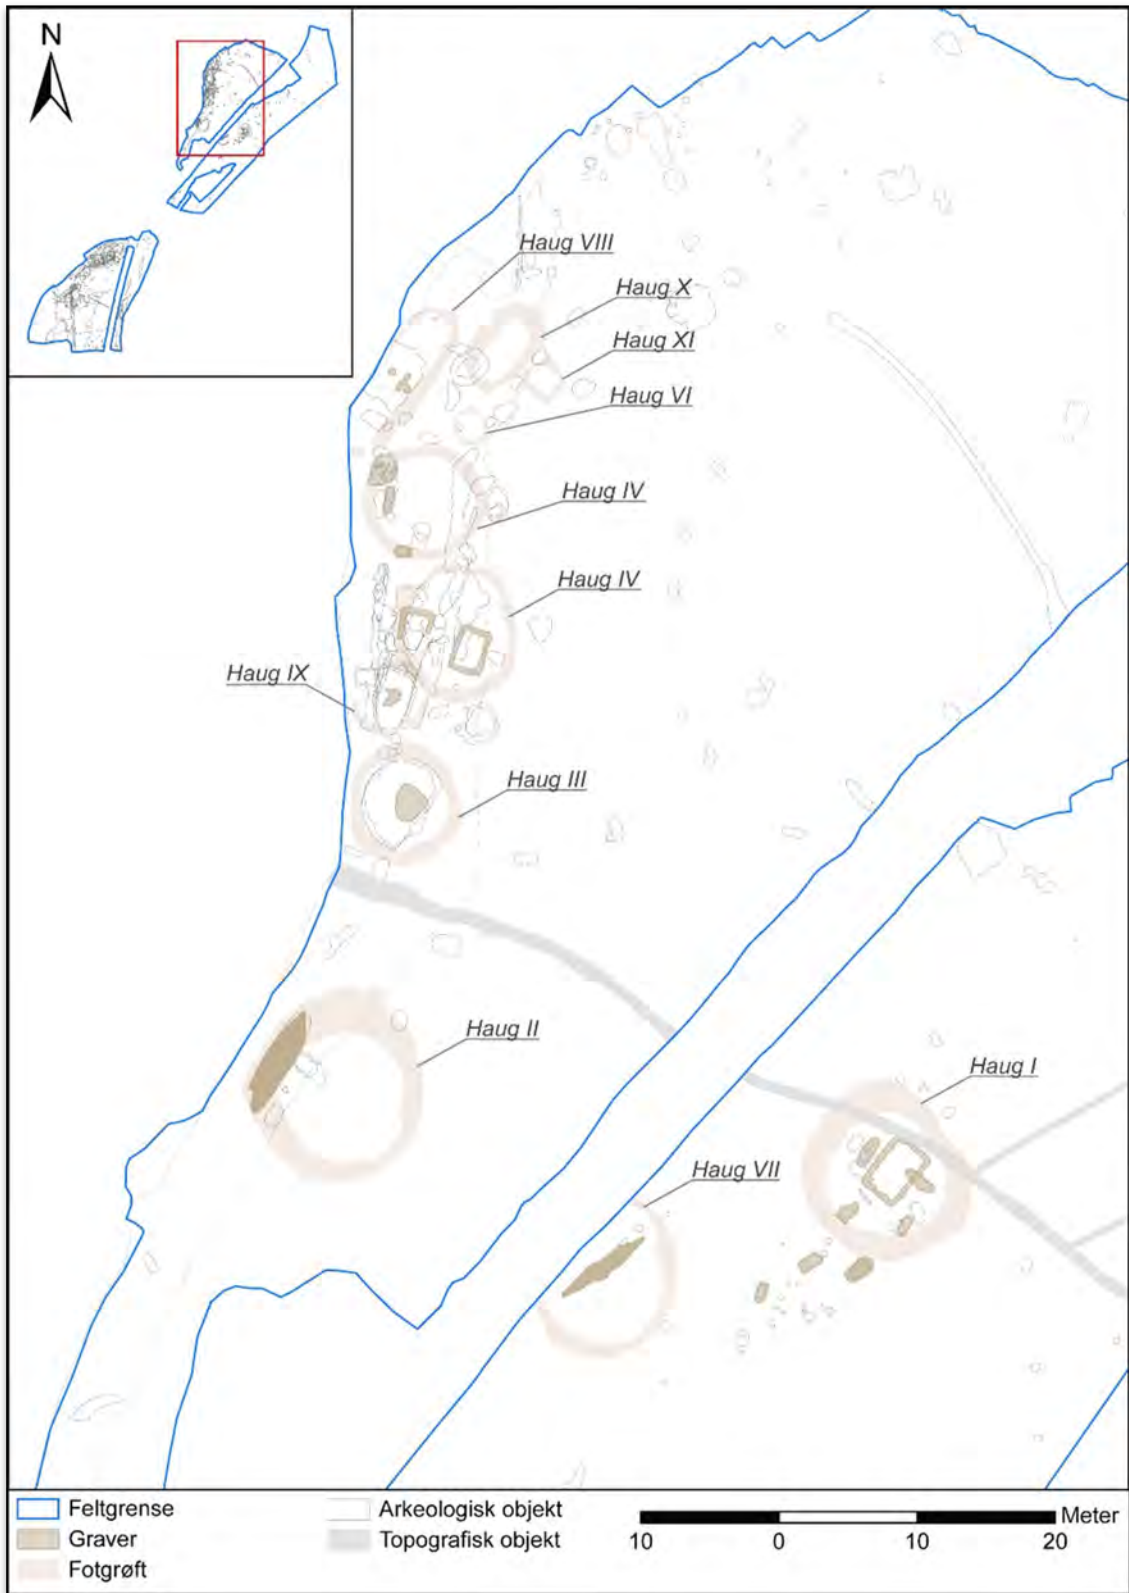 N
Haug VIII
Haug X
Haug XI
Haug VI
Haug IV
Haug IV
Haug IX
Haug III
Haug II
Haug I
Haug VII
Feltgrense
Graver
Fotgrøft
Arkeologisk objekt
Topografisk objekt
Meter
10 0 10 20